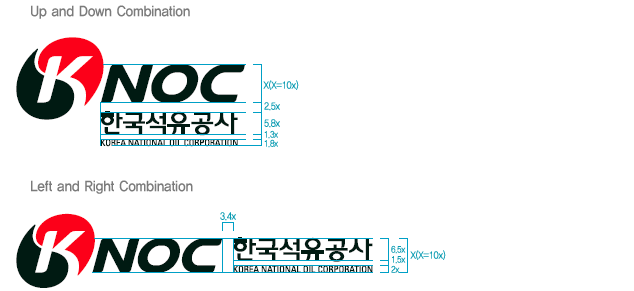 Up and Down Combination
KNOC
X(X=10x)
2.5x
한국석유공사
5.8x
1.3x
KOREA NATIONAL OIL CORPORATION
1.8x
Left and Right Combination
3.4x
KNOC
한국석유공사
6.5x
X(X=10x)
1.5x
KOREA NATIONAL OIL CORPORATION
2x